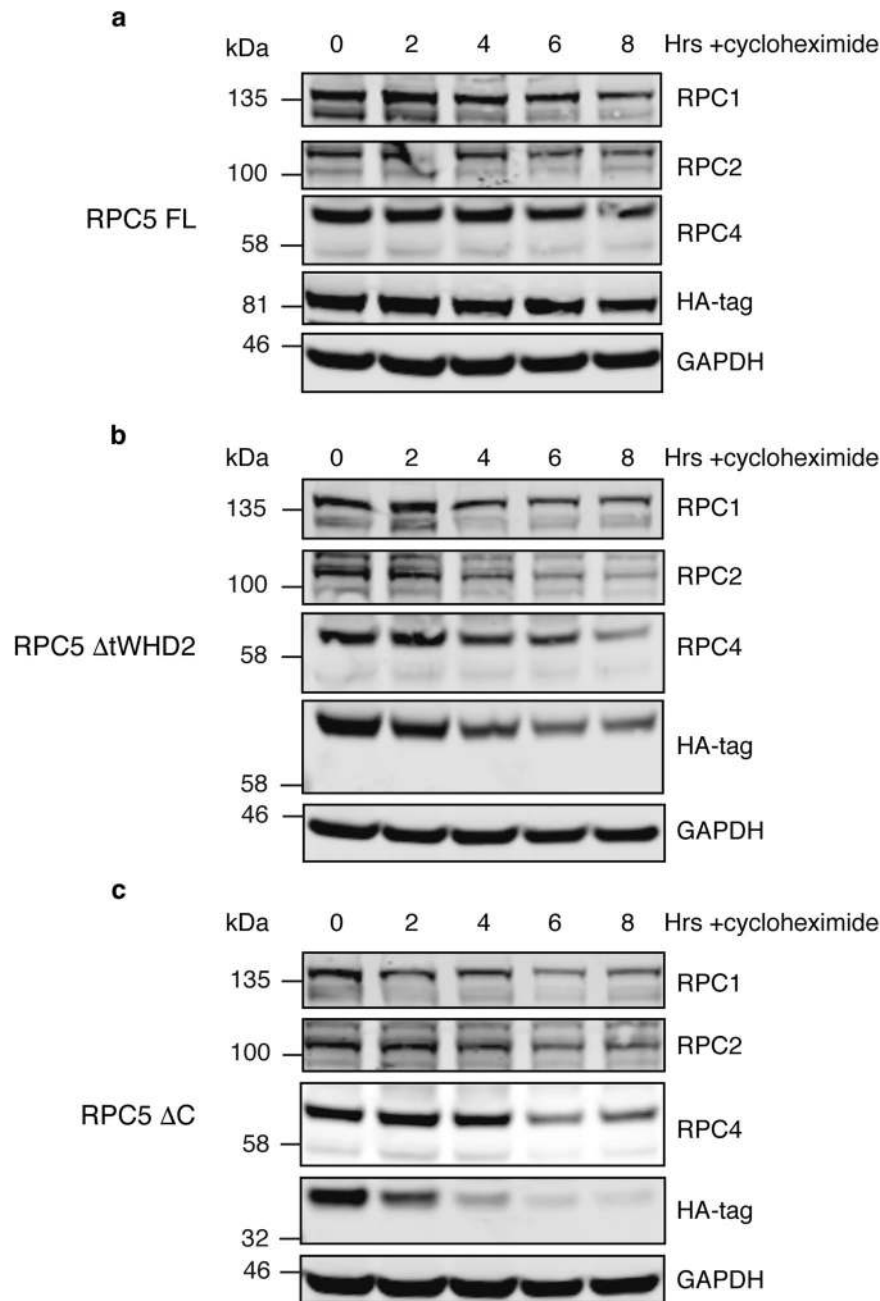 a
kDa 0 2 4 6 8 Hrs +cycloheximide
135 RPC1
100 RPC2
RPC5 FL
58 RPC4
81 HA-tag
46
GAPDH
b
kDa 0 2 4 6 8 Hrs +cycloheximide
135 RPC1
100 RPC2
RPC5 ΔtWHD2
58 RPC4
HA-tag
58
46
GAPDH
c
kDa 0 2 4 6 8 Hrs +cycloheximide
135 RPC1
100 RPC2
RPC5 ΔC
58 RPC4
HA-tag
32
46
GAPDH